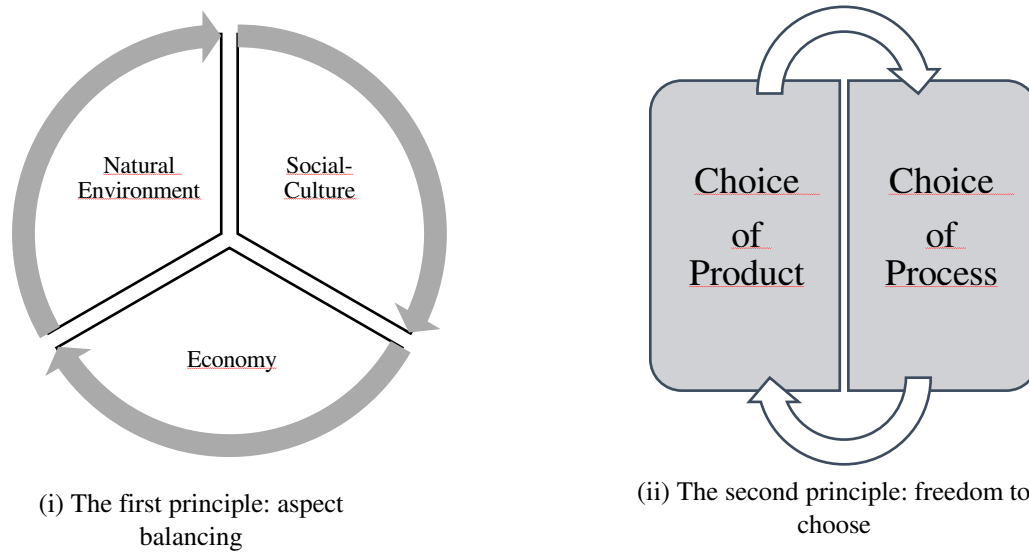 Natural
Environment
Social-
Culture
Economy
(i) The first principle: aspect
balancing
Choice
of
Product
Choice
of
Process
(ii) The second principle: freedom to
choose